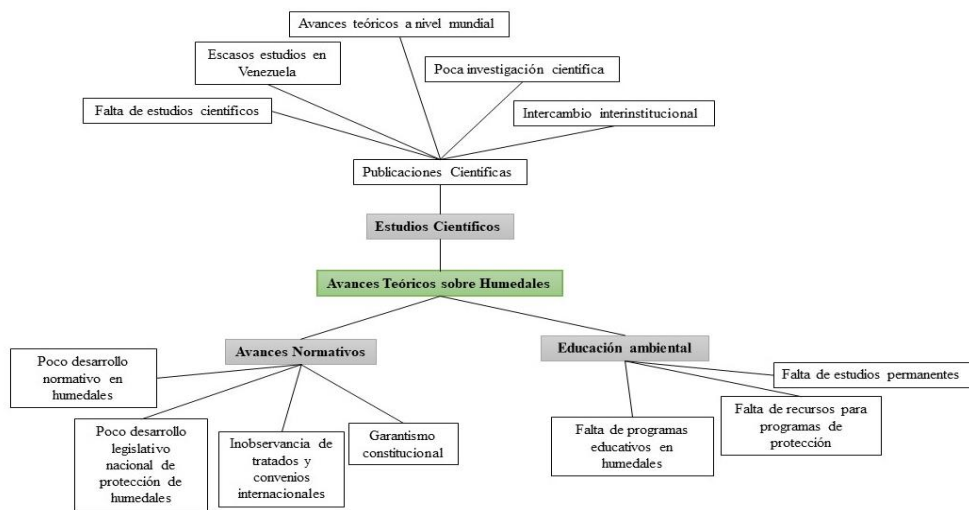 Avances teóricos a nivel mundial
Escasos estudios en
Venezuela
Poca investigación científica
Falta de estudios científicos
Intercambio interinstitucional
Publicaciones Científicas
Estudios Científicos
Avances Teóricos sobre Humedales
Avances Normativos
Educación ambiental
Poco desarrollo
normativo en
humedales
Poco desarrollo
legislativo
nacional de
protección de
humedales
Inobservancia de
tratados y
convenios
internacionales
Garantismo
constitucional
Falta de programas
educativos en
humedales
Falta de recursos para
programas de
protección
Falta de estudios permanentes